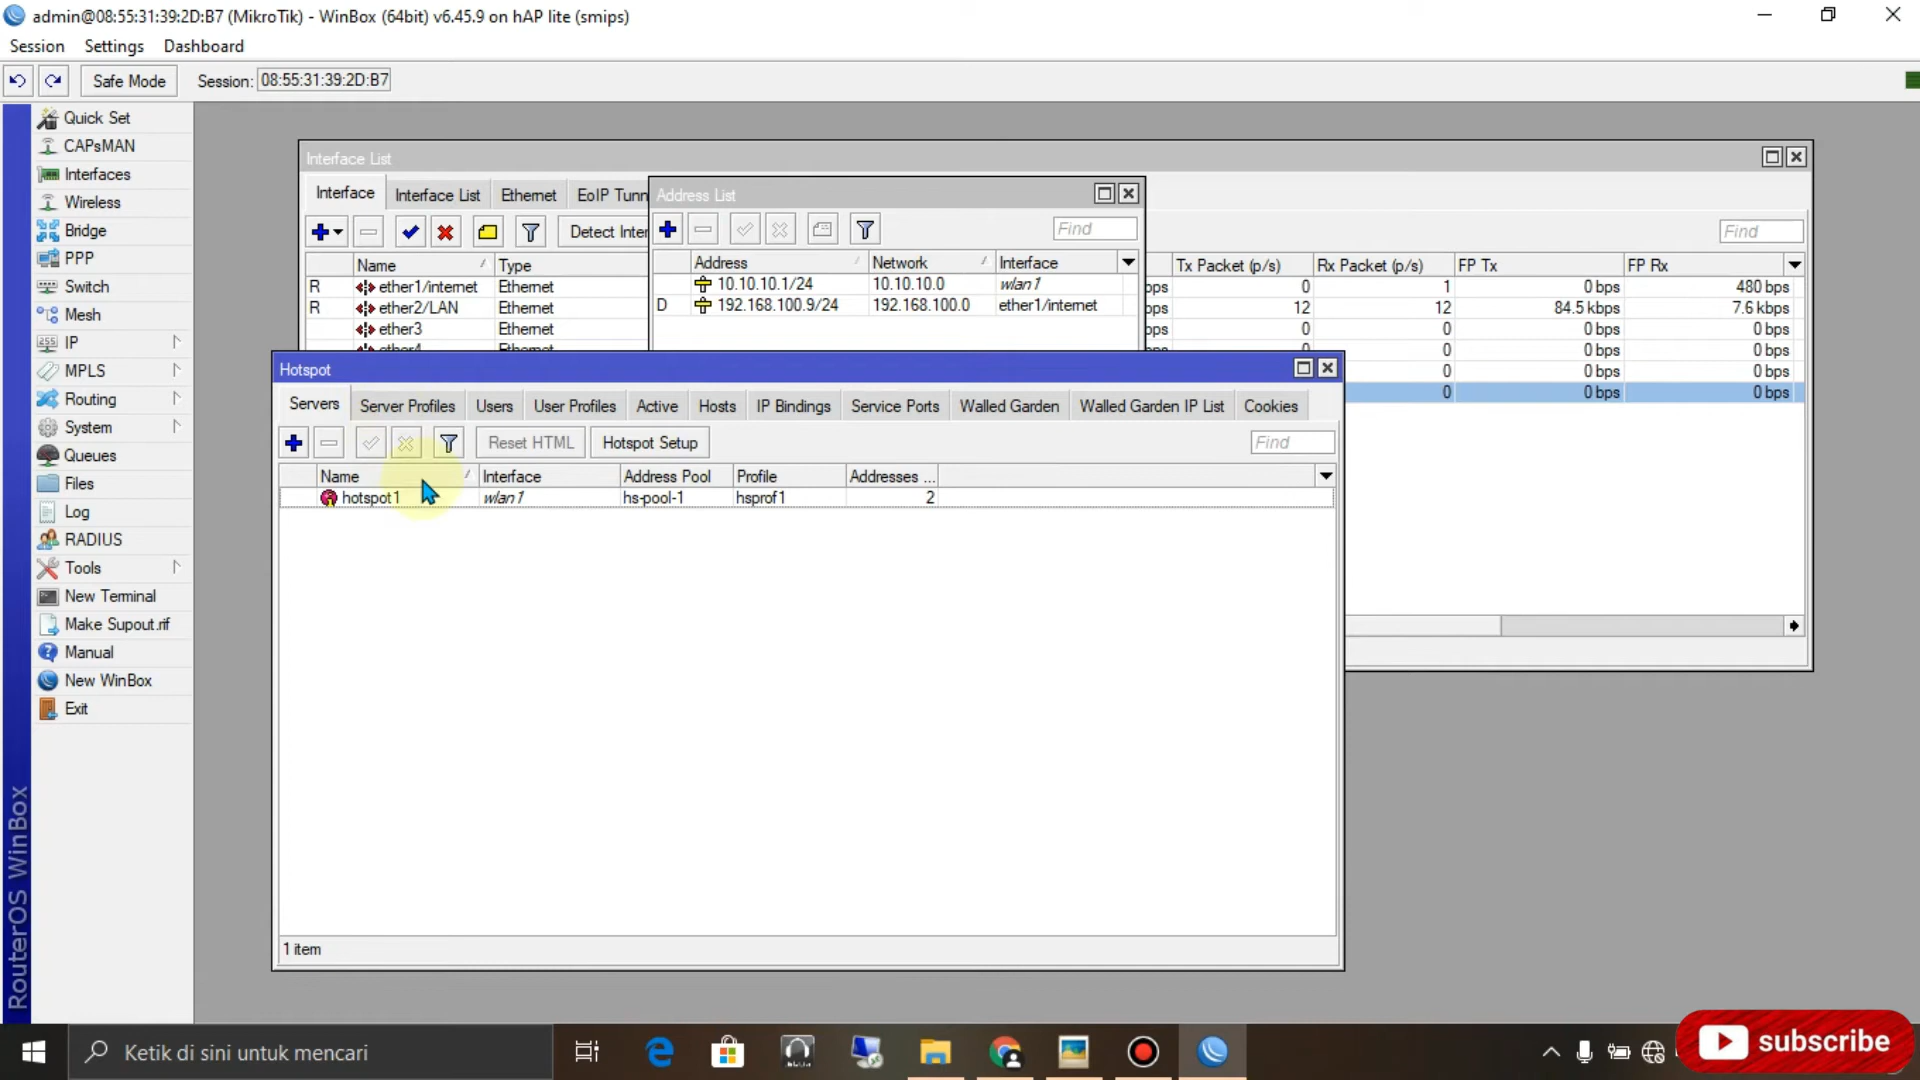 admin@08:55:31:39:2D:B7 (MikroTik) - WinBox (64bit) v6.45.9 on hAP lite (smips)
Session Settings Dashboard
Safe Mode Session: 08:55:31:39:2D:B7
Quick Set
CAPsMAN
Interfaces
Wireless
Bridge
PPP
Switch
Mesh
IP
MPLS
Routing
System
Queues
Files
Log
RADIUS
Tools
New Terminal
Make Supout.rif
Manual
New WinBox
Exit
RouterOS WinBox
Interface List
Interface Interface List Ethernet EoIP Tunn
Detect Inter
Find
Name Type Tx Packet (p/s) Rx Packet (p/s) FP Tx FP Rx
R ether1/internet Ethernet ops 0 1 0 bps 480 bps
R ether2/LAN Ethernet ops 12 12 84.5 kbps 7.6 kbps
ether3 Ethernet ops 0 0 0 bps 0 bps
ether4 Ethernet 0 0 0 bps 0 bps
0 0 bps 0 bps
0 0 bps 0 bps
Address List
Find
Address Network Interface
10.10.10.1/24 10.10.10.0 wlan1
D 192.168.100.9/24 192.168.100.0 ether1/internet
Hotspot
Servers Server Profiles Users User Profiles Active Hosts IP Bindings Service Ports Walled Garden Walled Garden IP List Cookies
Reset HTML Hotspot Setup Find
Name Interface Address Pool Profile Addresses ...
hotspot1 wlan1 hs-pool-1 hsprof1 2
1 item
Ketik di sini untuk mencari
subscribe